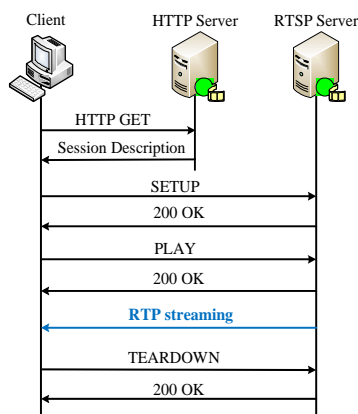 Client
HTTP Server
RTSP Server
HTTP GET
Session Description
SETUP
200 OK
PLAY
200 OK
RTP streaming
TEARDOWN
200 OK